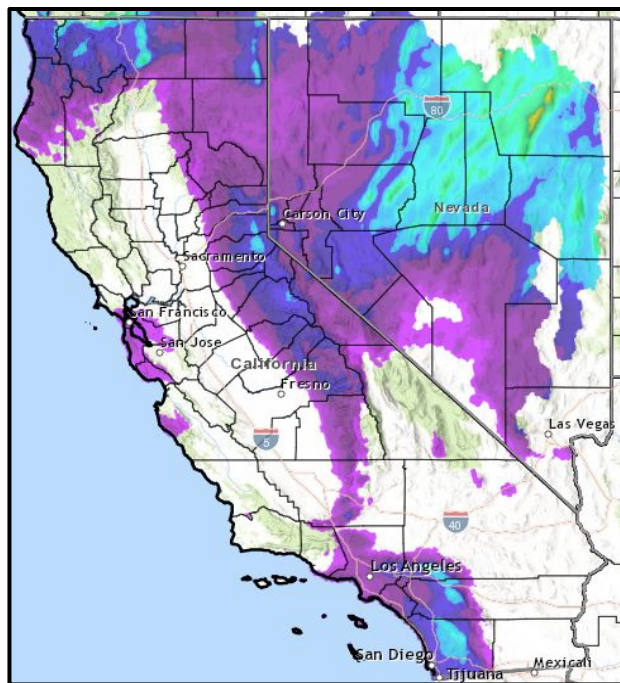 80
Nevada
Carson City
Sacramento
San Francisco
San Jose
California
Fresno
5
Las Vegas
40
Los Angeles
San Diego
Tijuana
Mexicali